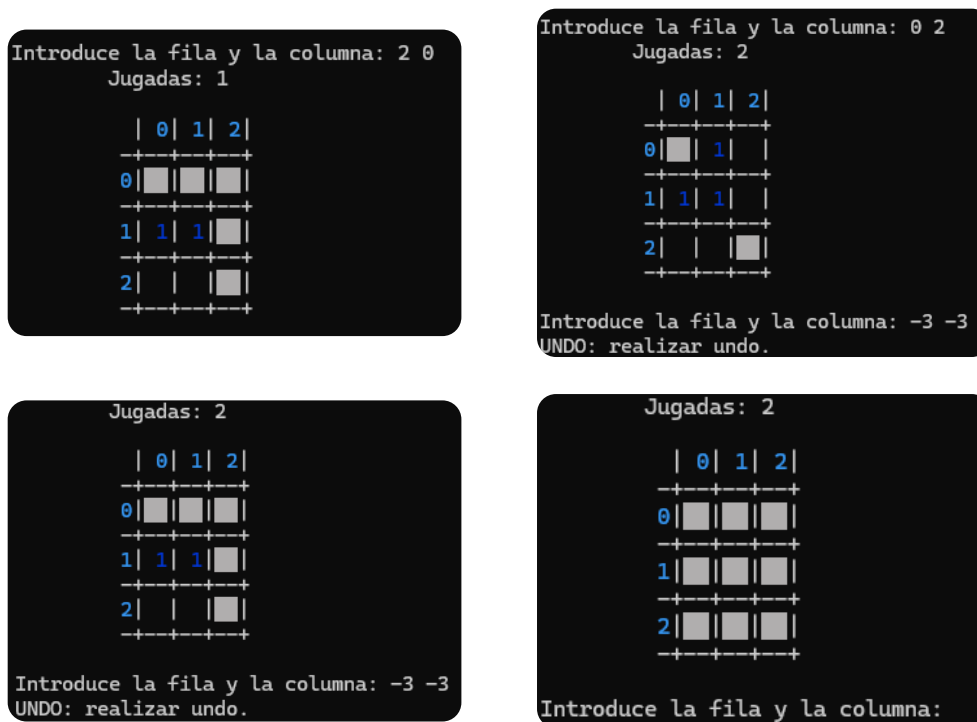 Introduce la fila y la columna: 2 0
Jugadas: 1
| 0| 1| 2|
-+--+--+--+
0| | | |
-+--+--+--+
1| 1| 1| |
-+--+--+--+
2| | | |
-+--+--+--+
Introduce la fila y la columna: 0 2
Jugadas: 2
| 0| 1| 2|
-+--+--+--+
0| | 1| |
-+--+--+--+
1| 1| 1| |
-+--+--+--+
2| | | |
-+--+--+--+
Introduce la fila y la columna: -3 -3
UNDO: realizar undo.
Jugadas: 2
| 0| 1| 2|
-+--+--+--+
0| | | |
-+--+--+--+
1| 1| 1| |
-+--+--+--+
2| | | |
-+--+--+--+
Introduce la fila y la columna: -3 -3
UNDO: realizar undo.
Jugadas: 2
| 0| 1| 2|
-+--+--+--+
0| | | |
-+--+--+--+
1| | | |
-+--+--+--+
2| | | |
-+--+--+--+
Introduce la fila y la columna: